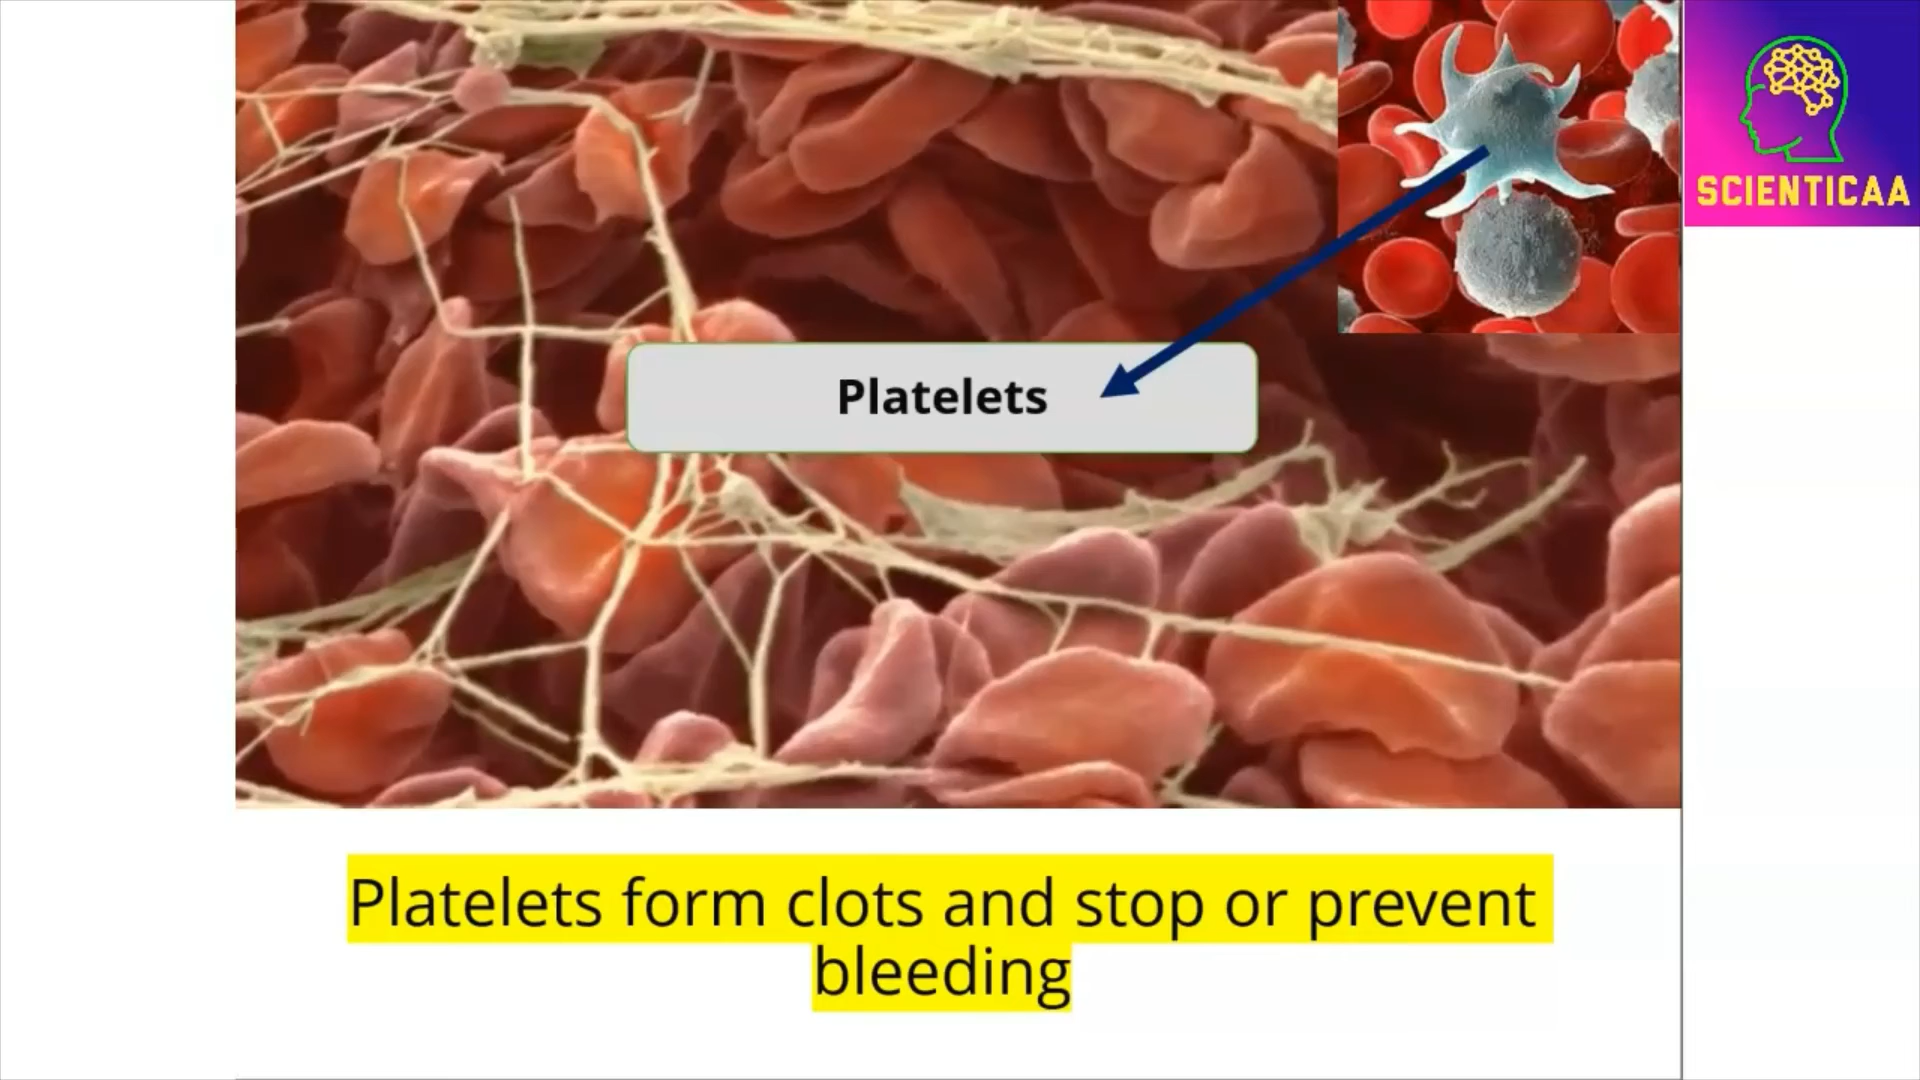 SCIENTICAA
Platelets
Platelets form clots and stop or prevent
bleeding